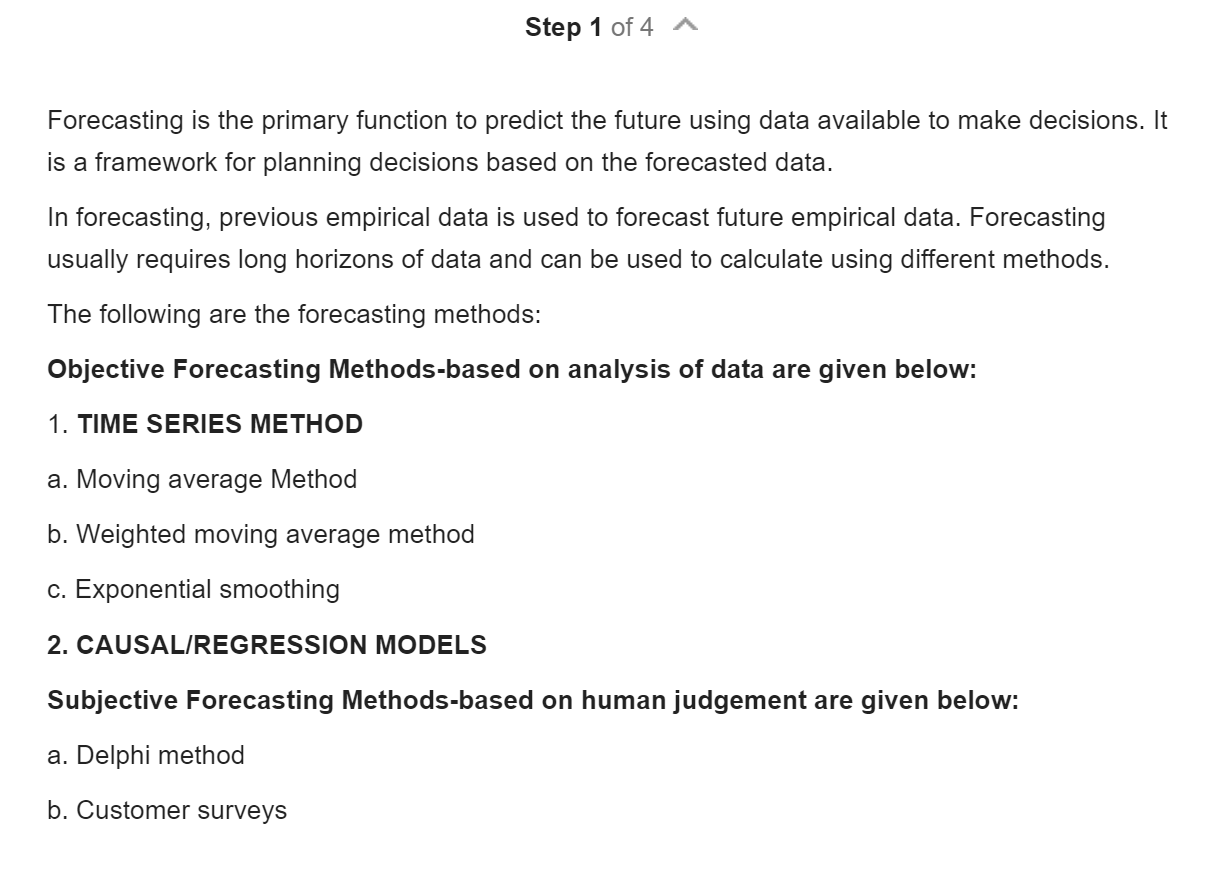 Step 1 of 4
Forecasting is the primary function to predict the future using data available to make decisions. It
is a framework for planning decisions based on the forecasted data.
In forecasting, previous empirical data is used to forecast future empirical data. Forecasting
usually requires long horizons of data and can be used to calculate using different methods.
The following are the forecasting methods:
Objective Forecasting Methods-based on analysis of data are given below:
1. TIME SERIES METHOD
a. Moving average Method
b. Weighted moving average method
c. Exponential smoothing
2. CAUSAL/REGRESSION MODELS
Subjective Forecasting Methods-based on human judgement are given below:
a. Delphi method
b. Customer surveys